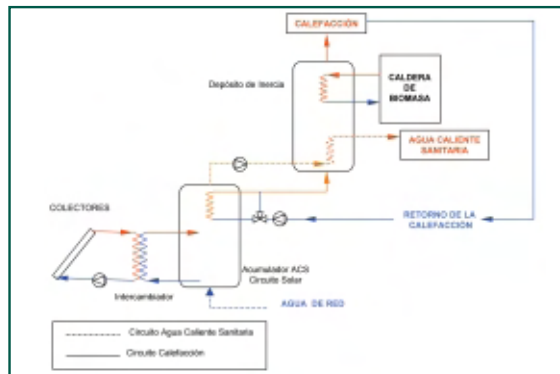 CALEFACCIÓN
Depósito de Inercia
CALDERA
DE
BIOMASA
AGUA CALIENTE
SANITARIA
COLECTORES
RETORNO DE LA
CALEFACCIÓN
Acumulador ACS
Circuito Solar
Intercambiador
AGUA DE RED
Circuito Agua Caliente Sanitaria
Circuito Calefacción